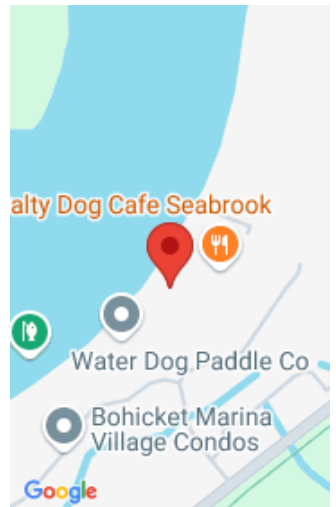 alty Dog Cafe Seabrook
Water Dog Paddle Co
Bohicket Marina
Village Condos
Google